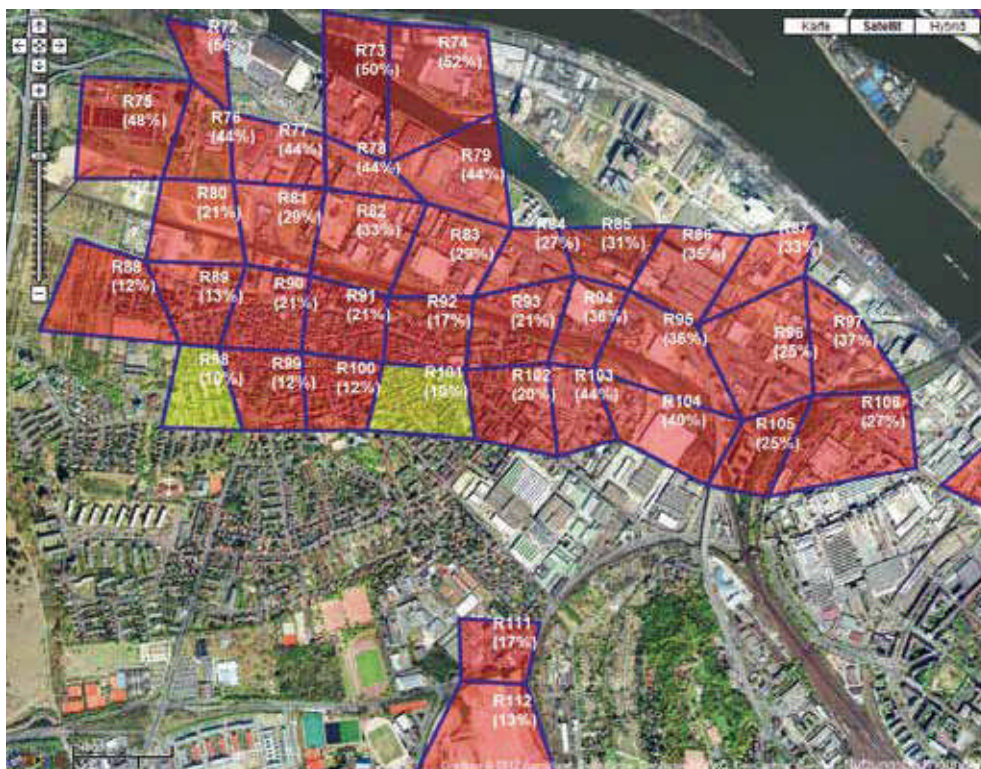 Karte Satellit Hybrid
R72
(56%)
R73
(50%)
R74
(52%)
R75
(48%)
R76
(44%)
R77
(44%)
R78
(44%)
R79
(44%)
R80
(21%)
R81
(29%)
R82
(33%)
R83
(29%)
R84
(27%)
R85
(31%)
R86
(35%)
R87
(33%)
R88
(12%)
R89
(13%)
R90
(21%)
R91
(21%)
R92
(17%)
R93
(21%)
R94
(36%)
R95
(36%)
R96
(25%)
R97
(37%)
R98
(10%)
R99
(12%)
R100
(12%)
R101
R102
(20%)
R103
(44%)
R104
(40%)
R105
(25%)
R106
(27%)
R111
(17%)
R112
(13%)
Nutzungsbedingungen